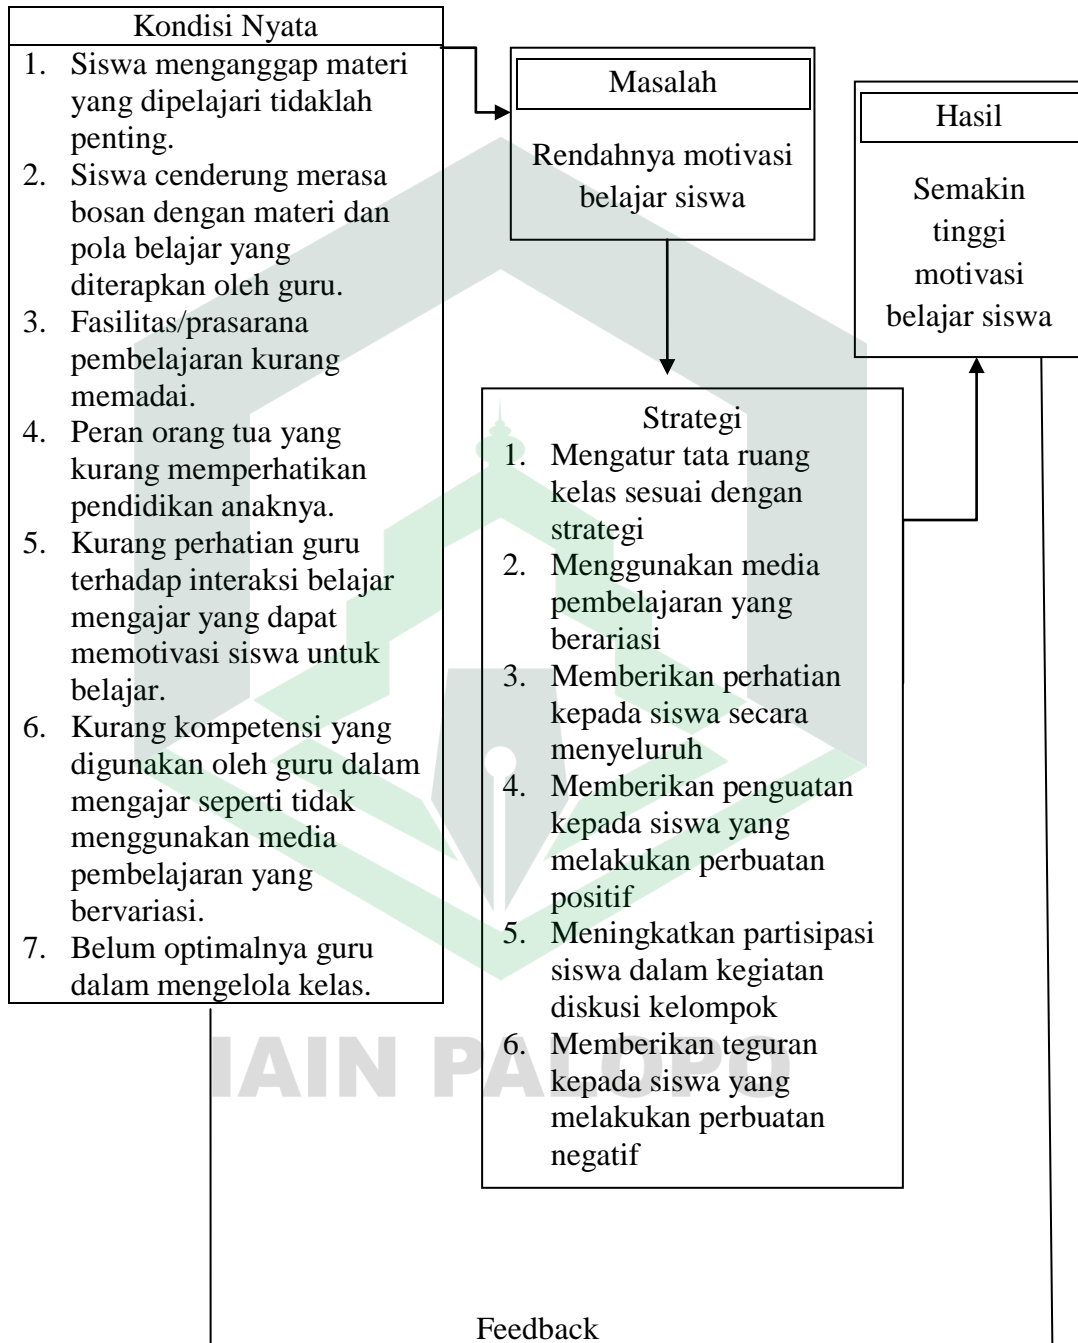 Kondisi Nyata
1. Siswa menganggap materi
yang dipelajari tidaklah
penting.
2. Siswa cenderung merasa
bosan dengan materi dan
pola belajar yang
diterapkan oleh guru.
3. Fasilitas/prasarana
pembelajaran kurang
memadai.
4. Peran orang tua yang
kurang memperhatikan
pendidikan anaknya.
5. Kurang perhatian guru
terhadap interaksi belajar
mengajar yang dapat
memotivasi siswa untuk
belajar.
6. Kurang kompetensi yang
digunakan oleh guru dalam
mengajar seperti tidak
menggunakan media
pembelajaran yang
bervariasi.
7. Belum optimalnya guru
dalam mengelola kelas.
Masalah
Rendahnya motivasi
belajar siswa
Strategi
1. Mengatur tata ruang
kelas sesuai dengan
strategi
2. Menggunakan media
pembelajaran yang
berariasi
3. Memberikan perhatian
kepada siswa secara
menyeluruh
4. Memberikan penguatan
kepada siswa yang
melakukan perbuatan
positif
5. Meningkatkan partisipasi
siswa dalam kegiatan
diskusi kelompok
6. Memberikan teguran
kepada siswa yang
melakukan perbuatan
negatif
Hasil
Semakin
tinggi
motivasi
belajar siswa
IAIN PALOPO
Feedback